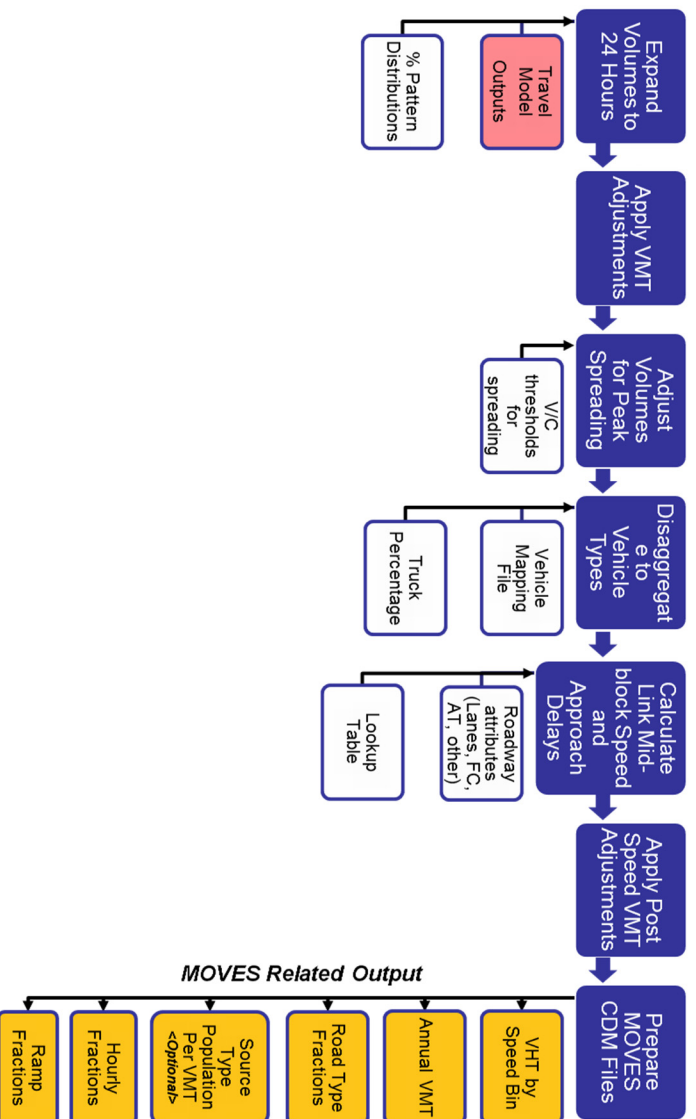 Expand
Volumes to
24 Hours
Travel
Model
Outputs
% Pattern
Distributions
Apply VMT
Adjustments
Adjust
Volumes
for Peak
Spreading
V/C
thresholds
for
spreading
Disaggregat
e to
Vehicle
Types
Vehicle
Mapping
File
Truck
Percentage
Calculate
Link Mid-
block Speed
and
Approach
Delays
Roadway
attributes
(Lanes, FC,
AT, other)
Lookup
Table
Apply Post
Speed VMT
Adjustments
Prepare
MOVES
CDM Files
MOVES Related Output
VHT by
Speed Bin
Annual VMT
Road Type
Fractions
Source
Type
Population
Per VMT
<Optional>
Hourly
Fractions
Ramp
Fractions